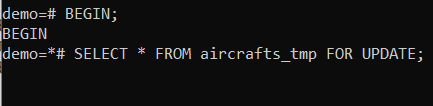 demo=# BEGIN;
BEGIN
demo=*# SELECT * FROM aircrafts_tmp FOR UPDATE;